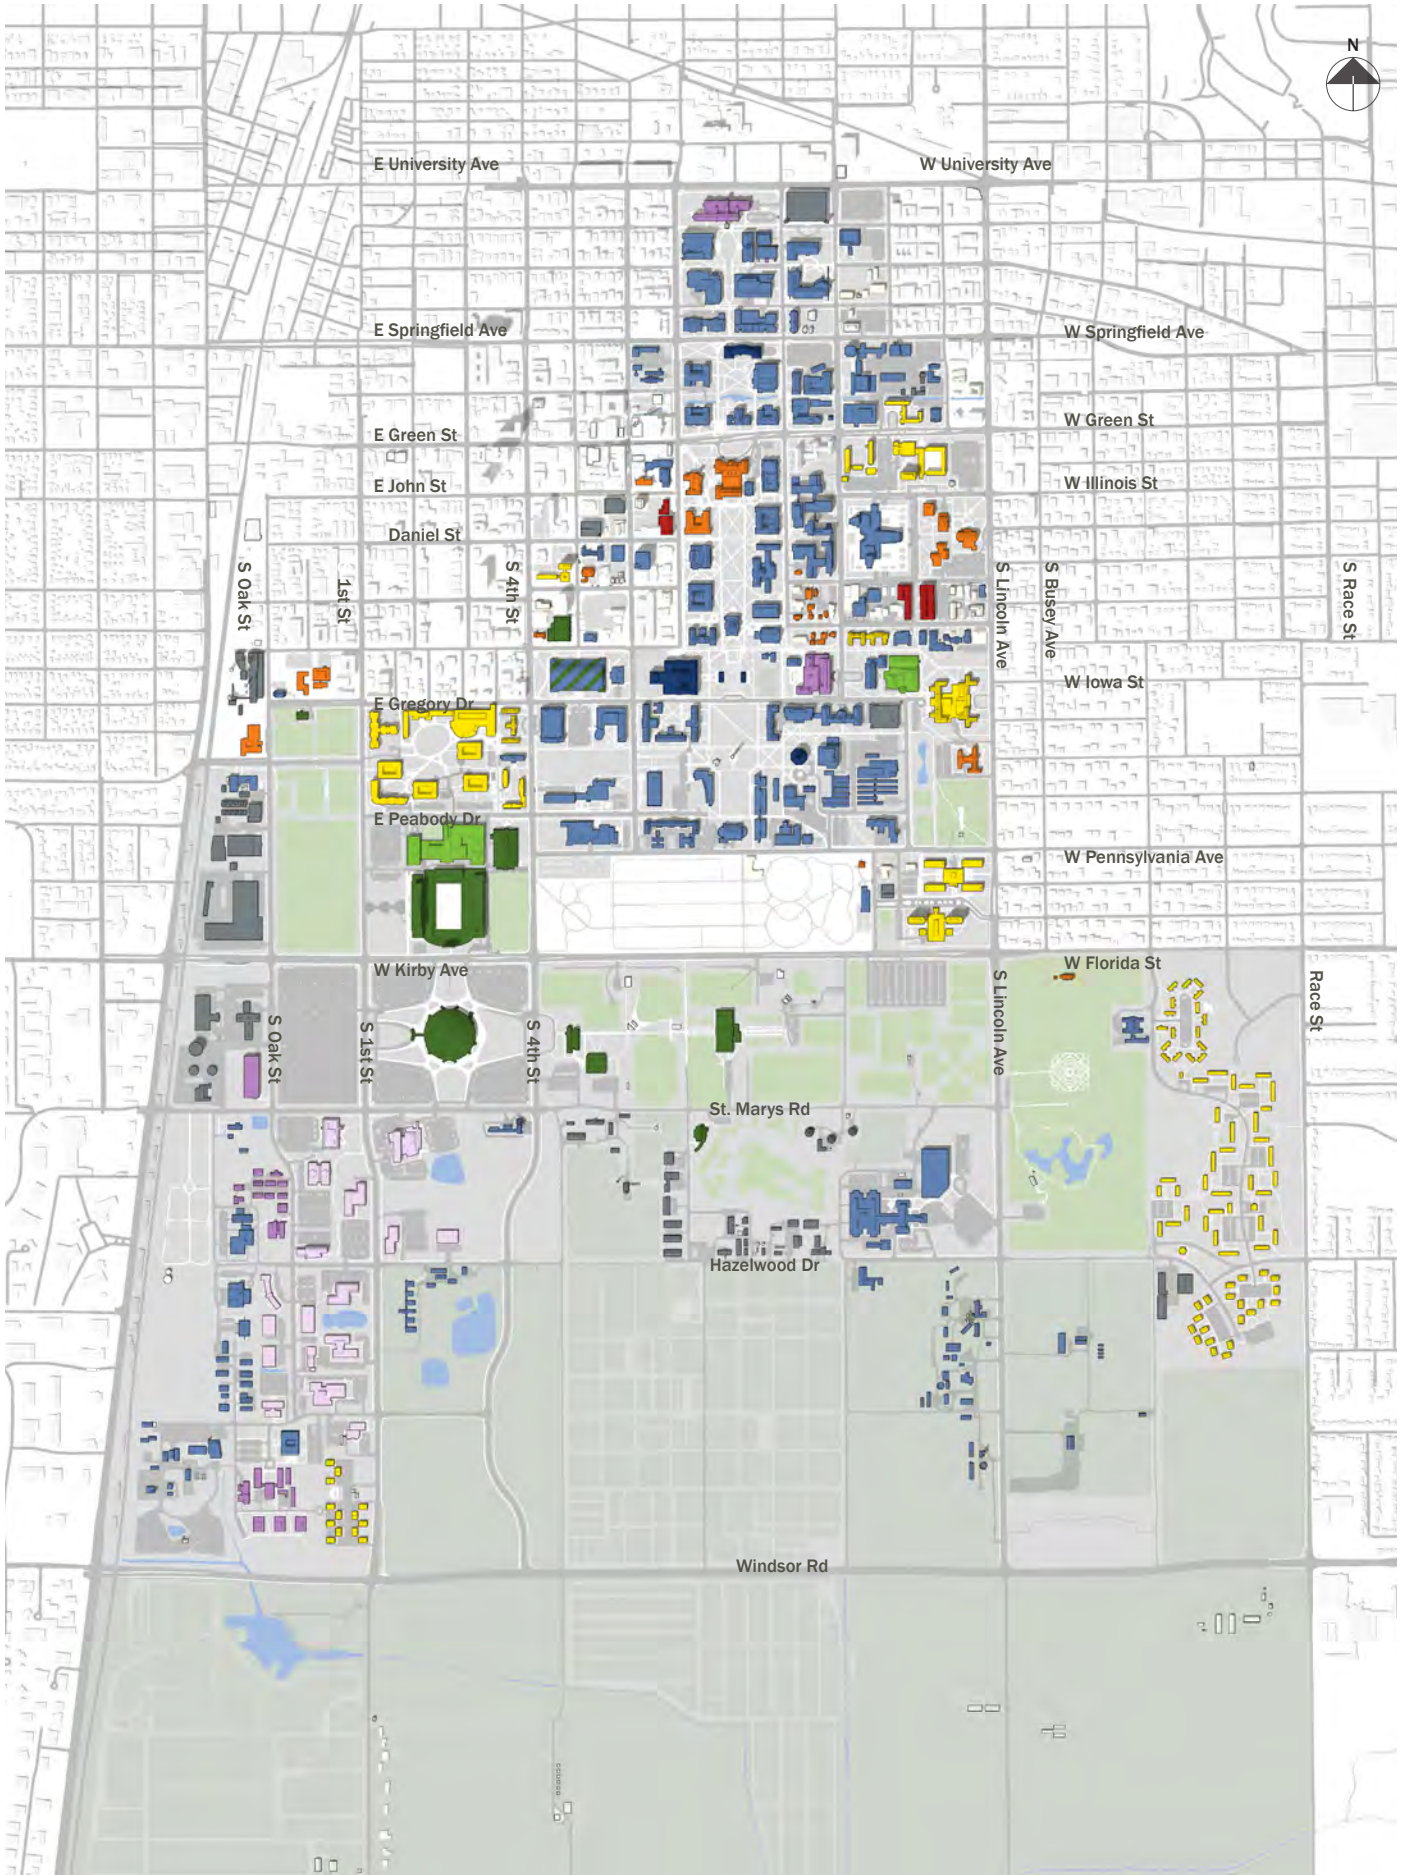 N
E University Ave
W University Ave
E Springfield Ave
W Springfield Ave
W Green St
E Green St
W Illinois St
E John St
Daniel St
S Oak St
1st St
S 4th St
S Lincoln Ave
S Busey Ave
S Race St
W Iowa St
E Gregory Dr
E Peabody Dr
W Pennsylvania Ave
W Kirby Ave
W Florida St
S Oak St
S 1st St
S 4th St
S Lincoln Ave
Race St
St. Marys Rd
Hazelwood Dr
Windsor Rd